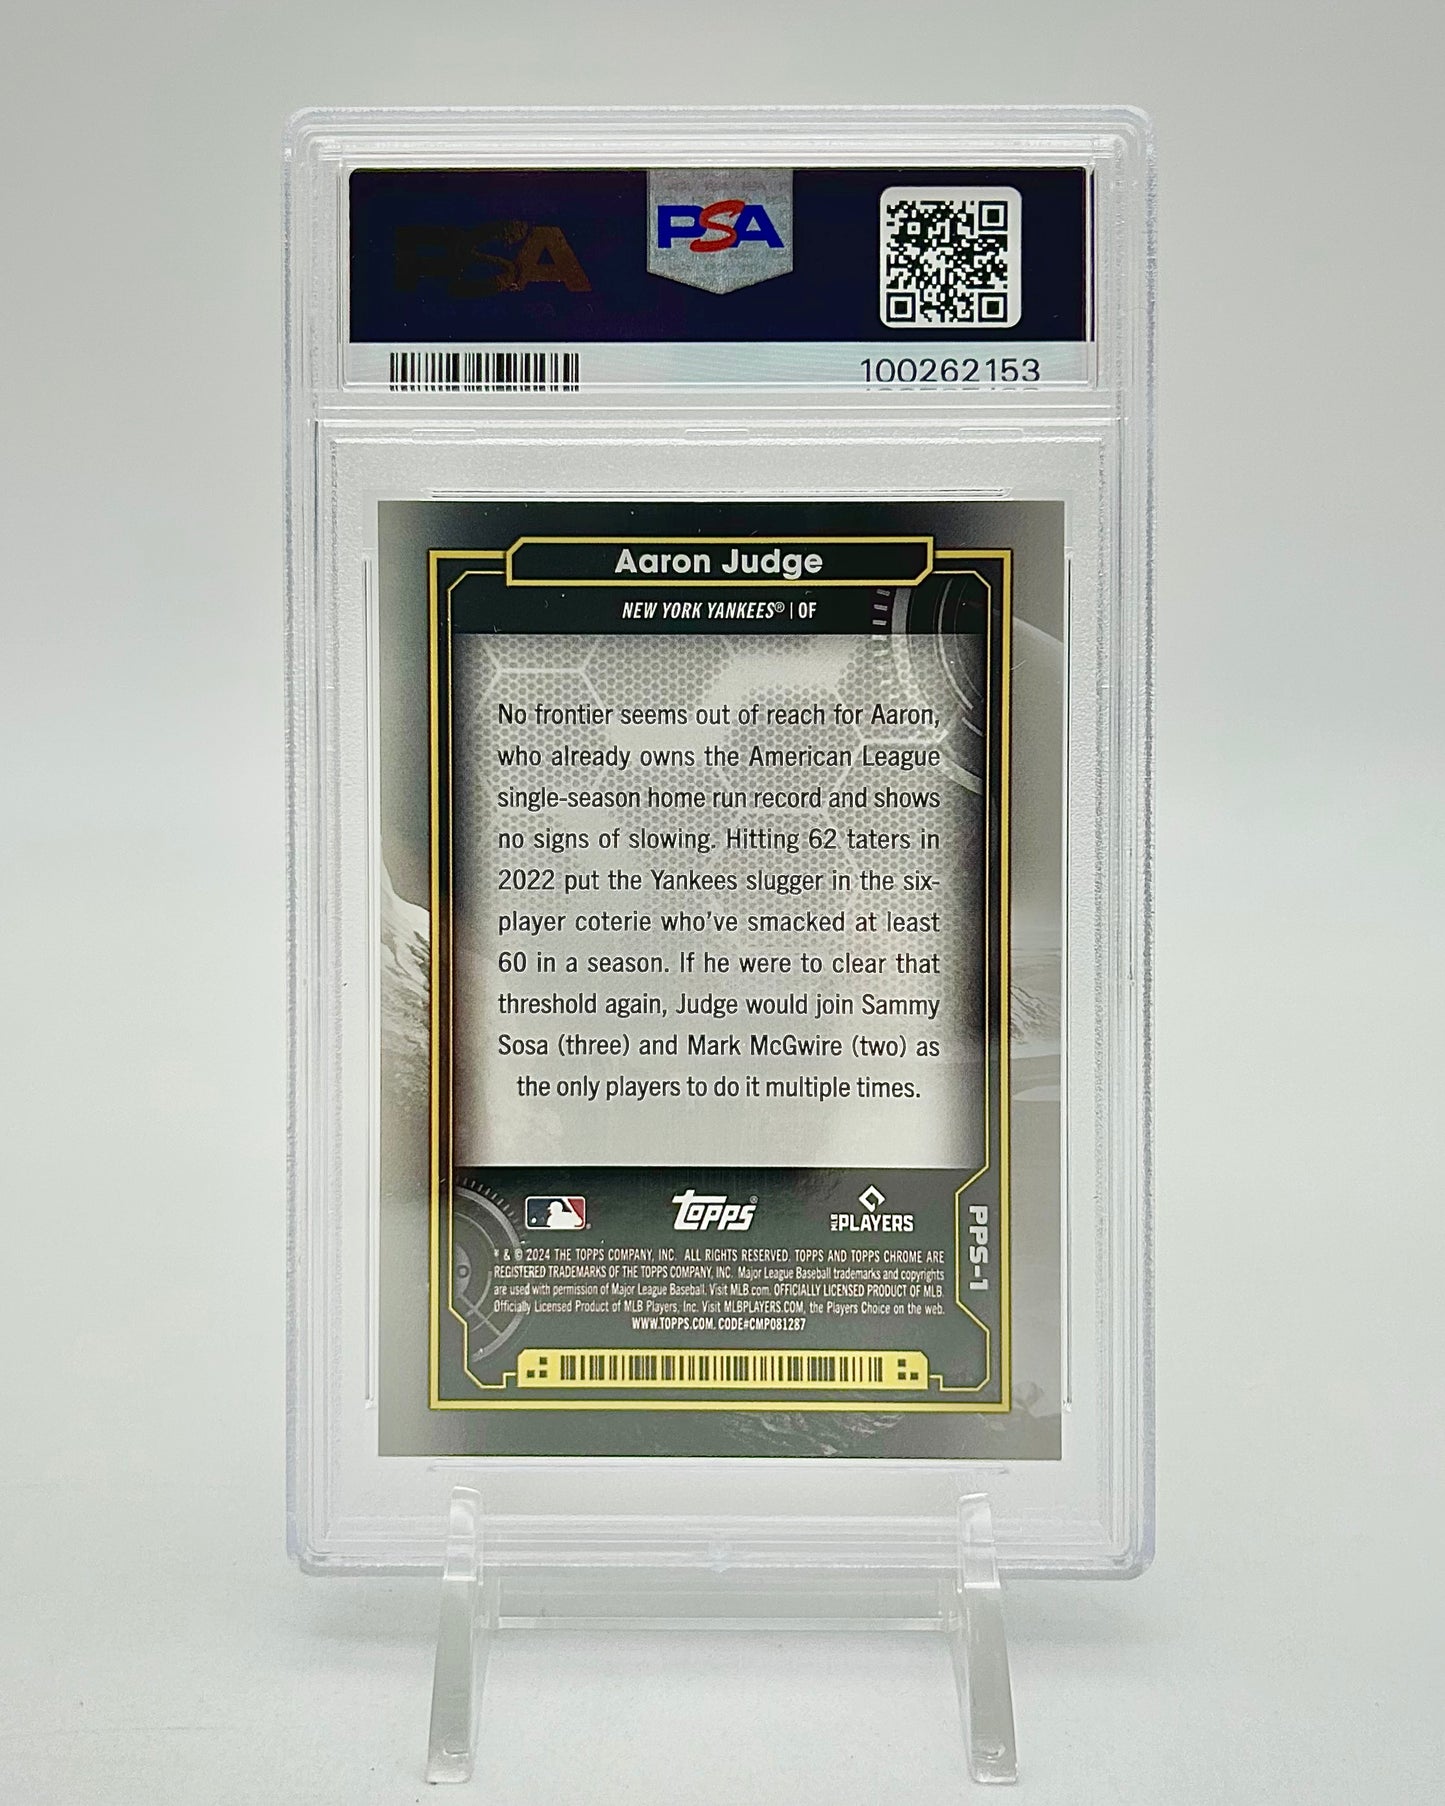 PSA
PSA
100262153
Aaron Judge
NEW YORK YANKEES® | OF
No frontier seems out of reach for Aaron,
who already owns the American League
single-season home run record and shows
no signs of slowing. Hitting 62 taters in
2022 put the Yankees slugger in the six-
player coterie who've smacked at least
60 in a season. If he were to clear that
threshold again, Judge would join Sammy
Sosa (three) and Mark McGwire (two) as
the only players to do it multiple times.
Topps®
MLB PLAYERS
PPS-1
® & © 2024 THE TOPPS COMPANY, INC. ALL RIGHTS RESERVED. TOPPS AND TOPPS CHROME ARE
REGISTERED TRADEMARKS OF THE TOPPS COMPANY, INC. Major League Baseball trademarks and copyrights
are used with permission of Major League Baseball. Visit MLB.com. OFFICIALLY LICENSED PRODUCT OF MLB
Officially Licensed Product of MLB Players, Inc. Visit MLBPLAYERS.COM, the Players Choice on the web.
WWW.TOPPS.COM. CODE#CMP081287